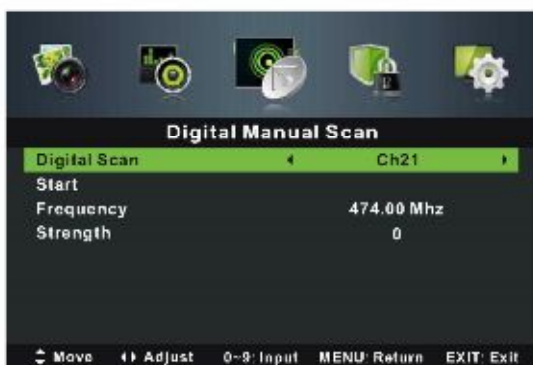 Digital Manual Scan
Digital Scan Ch21
Start
Frequency 474.00 Mhz
Strength 0
Move Adjust 0~9: Input MENU: Return EXIT: Exit